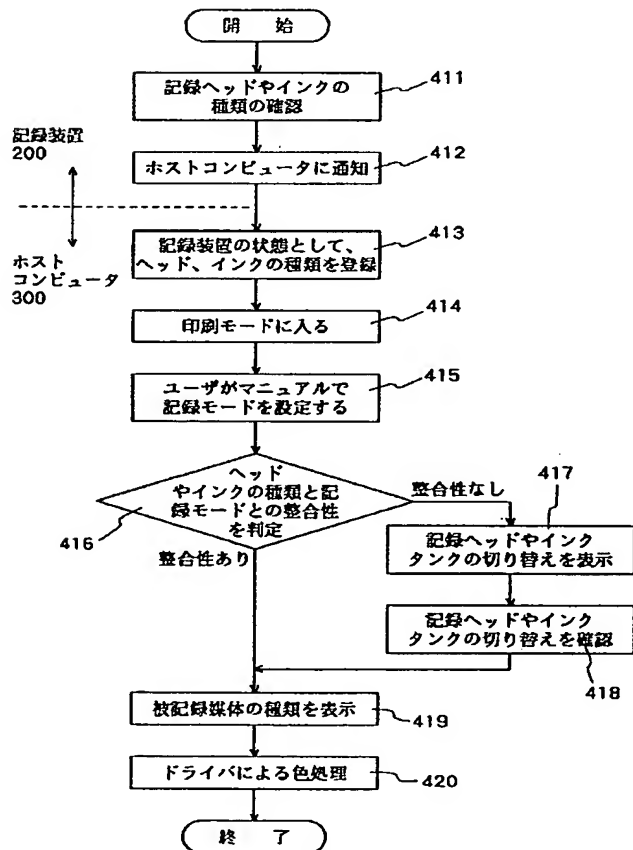 開 始
記録ヘッドやインクの
種類の確認
411
記録装置
200
ホストコンピュータに通知
412
ホスト
コンピュータ
300
記録装置の状態として、
ヘッド、インクの種類を登録
413
印刷モードに入る
414
ユーザがマニュアルで
記録モードを設定する
415
ヘッド
やインクの種類と記
録モードとの整合性
を判定
416
整合性なし
整合性あり
417
記録ヘッドやインク
タンクの切り替えを表示
記録ヘッドやインク
タンクの切り替えを確認
418
被記録媒体の種類を表示
419
ドライバによる色処理
420
終 了